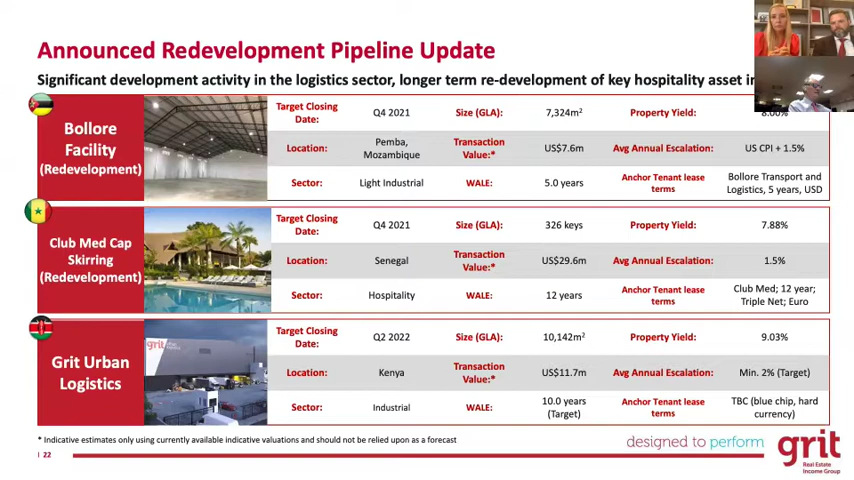 Announced Redevelopment Pipeline Update
Significant development activity in the logistics sector, longer term re-development of key hospitality asset in
Bollore
Facility
(Redevelopment)
Target Closing
Date:
Q4 2021
Size (GLA):
7,324m²
Property Yield:
8.00%
Location:
Pemba,
Mozambique
Transaction
Value:*
US$7.6m
Avg Annual Escalation:
US CPI + 1.5%
Sector:
Light Industrial
WALE:
5.0 years
Anchor Tenant lease
terms
Bollore Transport and
Logistics, 5 years, USD
Club Med Cap
Skirring
(Redevelopment)
Target Closing
Date:
Q4 2021
Size (GLA):
326 keys
Property Yield:
7.88%
Location:
Senegal
Transaction
Value:*
US$29.6m
Avg Annual Escalation:
1.5%
Sector:
Hospitality
WALE:
12 years
Anchor Tenant lease
terms
Club Med; 12 year;
Triple Net; Euro
Grit Urban
Logistics
grit
Target Closing
Date:
Q2 2022
Size (GLA):
10,142m²
Property Yield:
9.03%
Location:
Kenya
Transaction
Value:*
US$11.7m
Avg Annual Escalation:
Min. 2% (Target)
Sector:
Industrial
WALE:
10.0 years
(Target)
Anchor Tenant lease
terms
TBC (blue chip, hard
currency)
* Indicative estimates only using currently available indicative valuations and should not be relied upon as a forecast
designed to perform
grit
Real Estate
Income Group
| 22